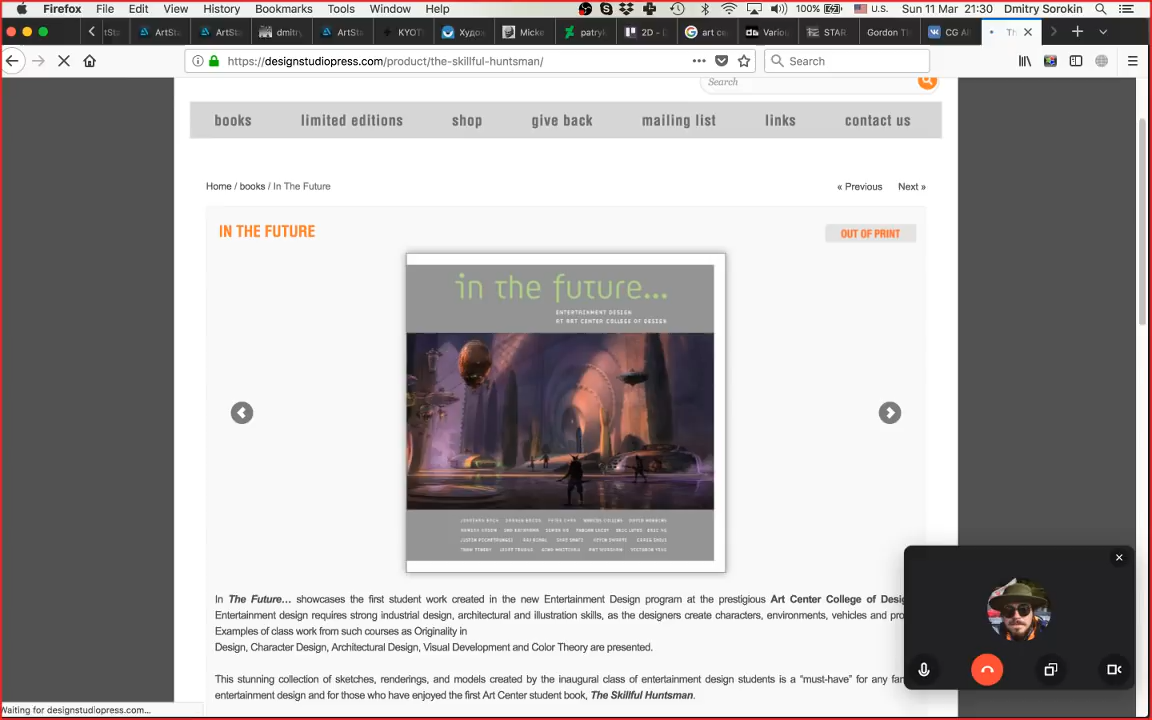 Firefox File Edit View History Bookmarks Tools Window Help 100% U.S. Sun 11 Mar 21:30 Dmitry Sorokin
ArtSta ArtSta dmitry ArtSta KYOT Худо Micke patryk 2D - D art ce Variou STAR Gordon CG A Th
https://designstudiopress.com/product/the-skillful-huntsman/ Search
Search
books limited editions shop give back mailing list links contact us
Home / books / In The Future « Previous Next »
IN THE FUTURE OUT OF PRINT
in the future...
ENTERTAINMENT DESIGN
AT ART CENTER COLLEGE OF DESIGN
In The Future… showcases the first student work created in the new Entertainment Design program at the prestigious Art Center College of Desig
Entertainment design requires strong industrial design, architectural and illustration skills, as the designers create characters, environments, vehicles and pro
Examples of class work from such courses as Originality in
Design, Character Design, Architectural Design, Visual Development and Color Theory are presented.
This stunning collection of sketches, renderings, and models created by the inaugural class of entertainment design students is a “must-have” for any fan
entertainment design and for those who have enjoyed the first Art Center student book, The Skillful Huntsman.
Waiting for designstudiopress.com...